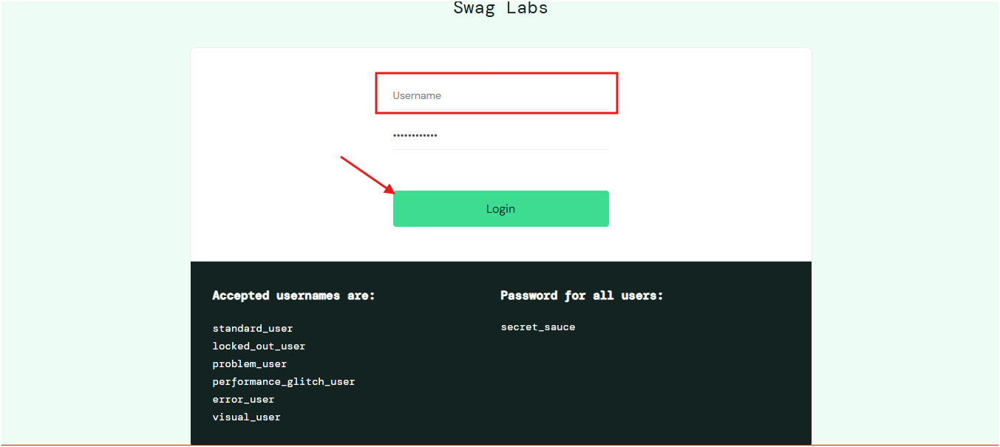 Swag Labs
Username
••••••••••••
Login
Accepted usernames are:
standard_user
locked_out_user
problem_user
performance_glitch_user
error_user
visual_user
Password for all users:
secret_sauce